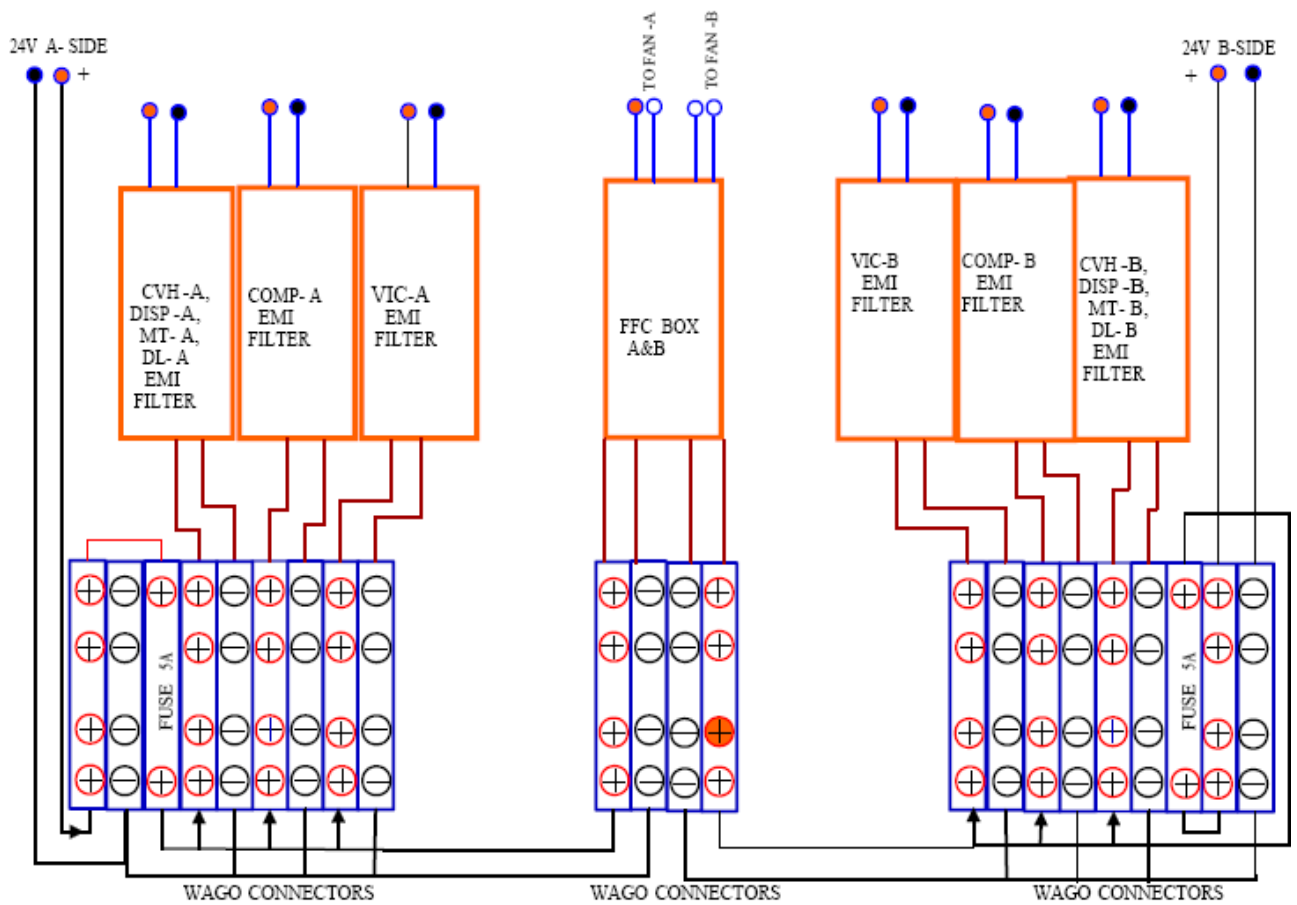 TO FAN -A
TO FAN -B
24V A- SIDE
+
24V B-SIDE
+
CVH -A,
DISP -A,
MT- A,
DL- A
EMI
FILTER
COMP- A
EMI
FILTER
VIC-A
EMI
FILTER
FFC BOX
A&B
VIC-B
EMI
FILTER
COMP- B
EMI
FILTER
CVH -B,
DISP -B,
MT- B,
DL- B
EMI
FILTER
FUSE 5A
FUSE 5A
WAGO CONNECTORS
WAGO CONNECTORS
WAGO CONNECTORS